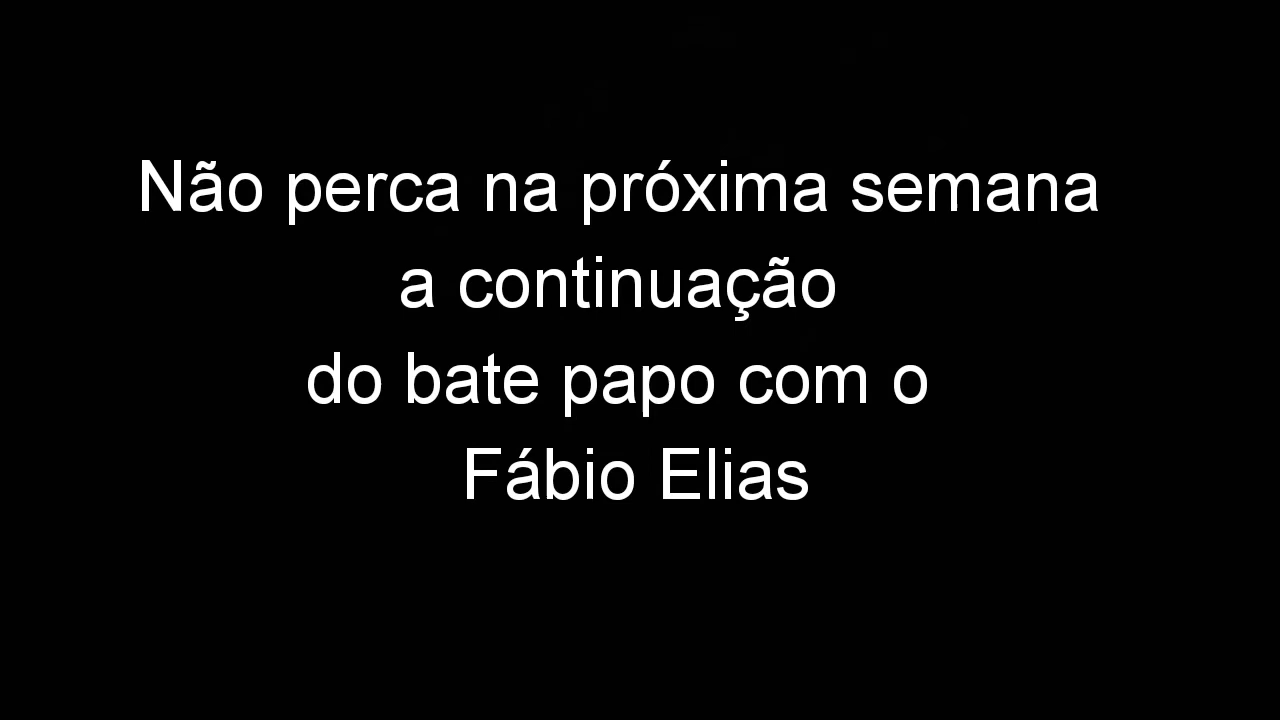 Não perca na próxima semana
a continuação
do bate papo com o
Fábio Elias